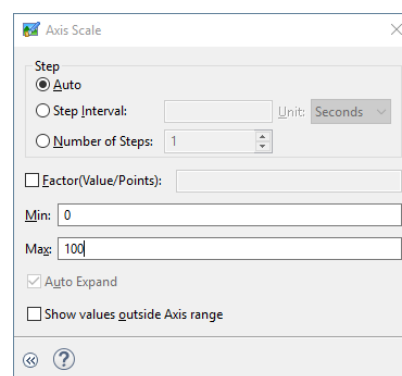 Axis Scale
Step
Auto
Step Interval: Unit: Seconds
Number of Steps: 1
Factor(Value/Points):
Min: 0
Max: 100
Auto Expand
Show values outside Axis range